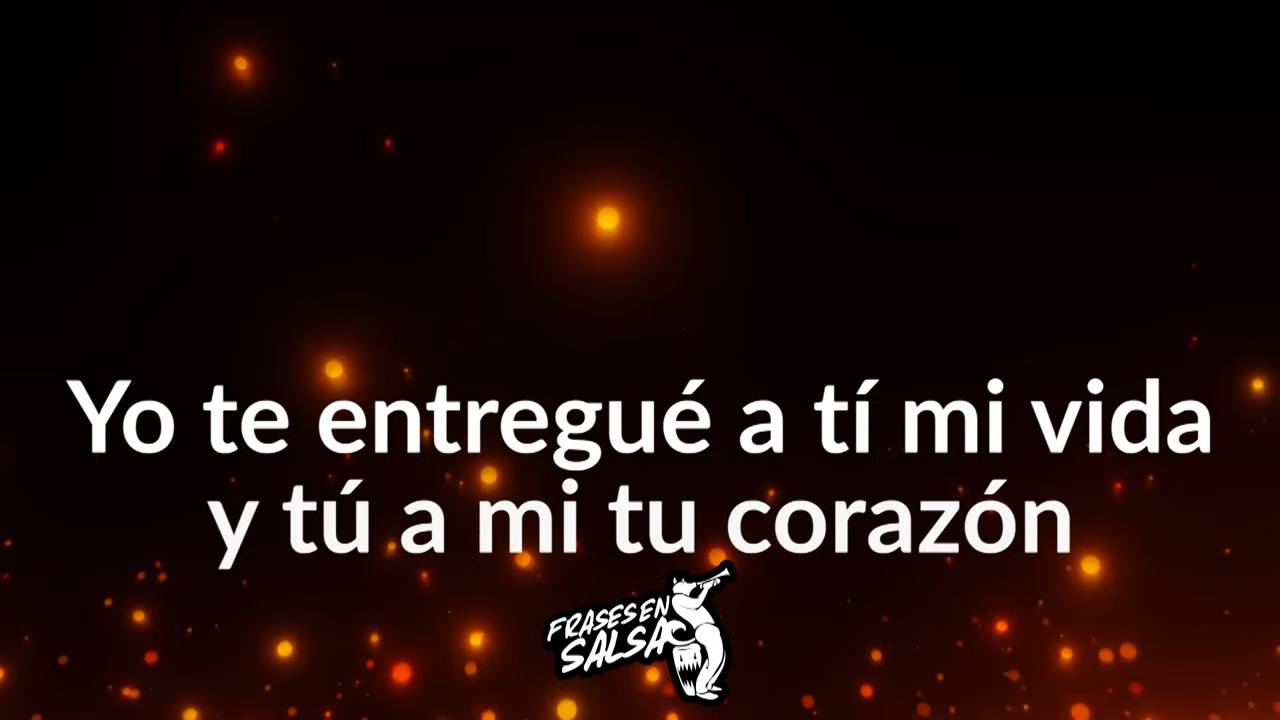 Yo te entregué a tí mi vida
y tú a mi tu corazón
FRASES EN
SALSA